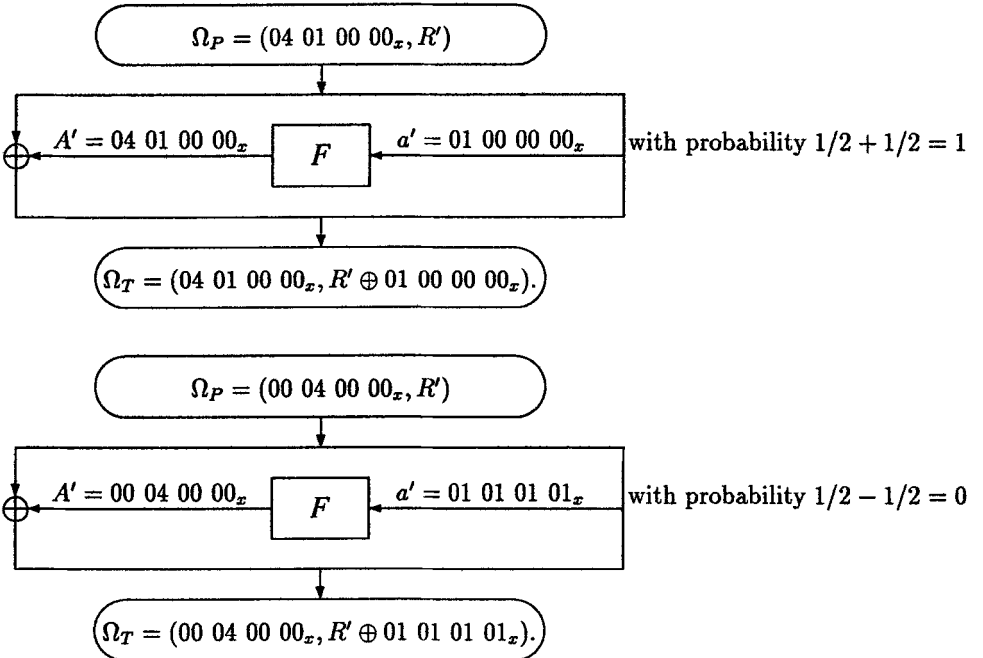 Ω_P = (04 01 00 00_x, R′)
A′ = 04 01 00 00_x F a′ = 01 00 00 00_x with probability 1/2 + 1/2 = 1
Ω_T = (04 01 00 00_x, R′ ⊕ 01 00 00 00_x).
Ω_P = (00 04 00 00_x, R′)
A′ = 00 04 00 00_x F a′ = 01 01 01 01_x with probability 1/2 − 1/2 = 0
Ω_T = (00 04 00 00_x, R′ ⊕ 01 01 01 01_x).